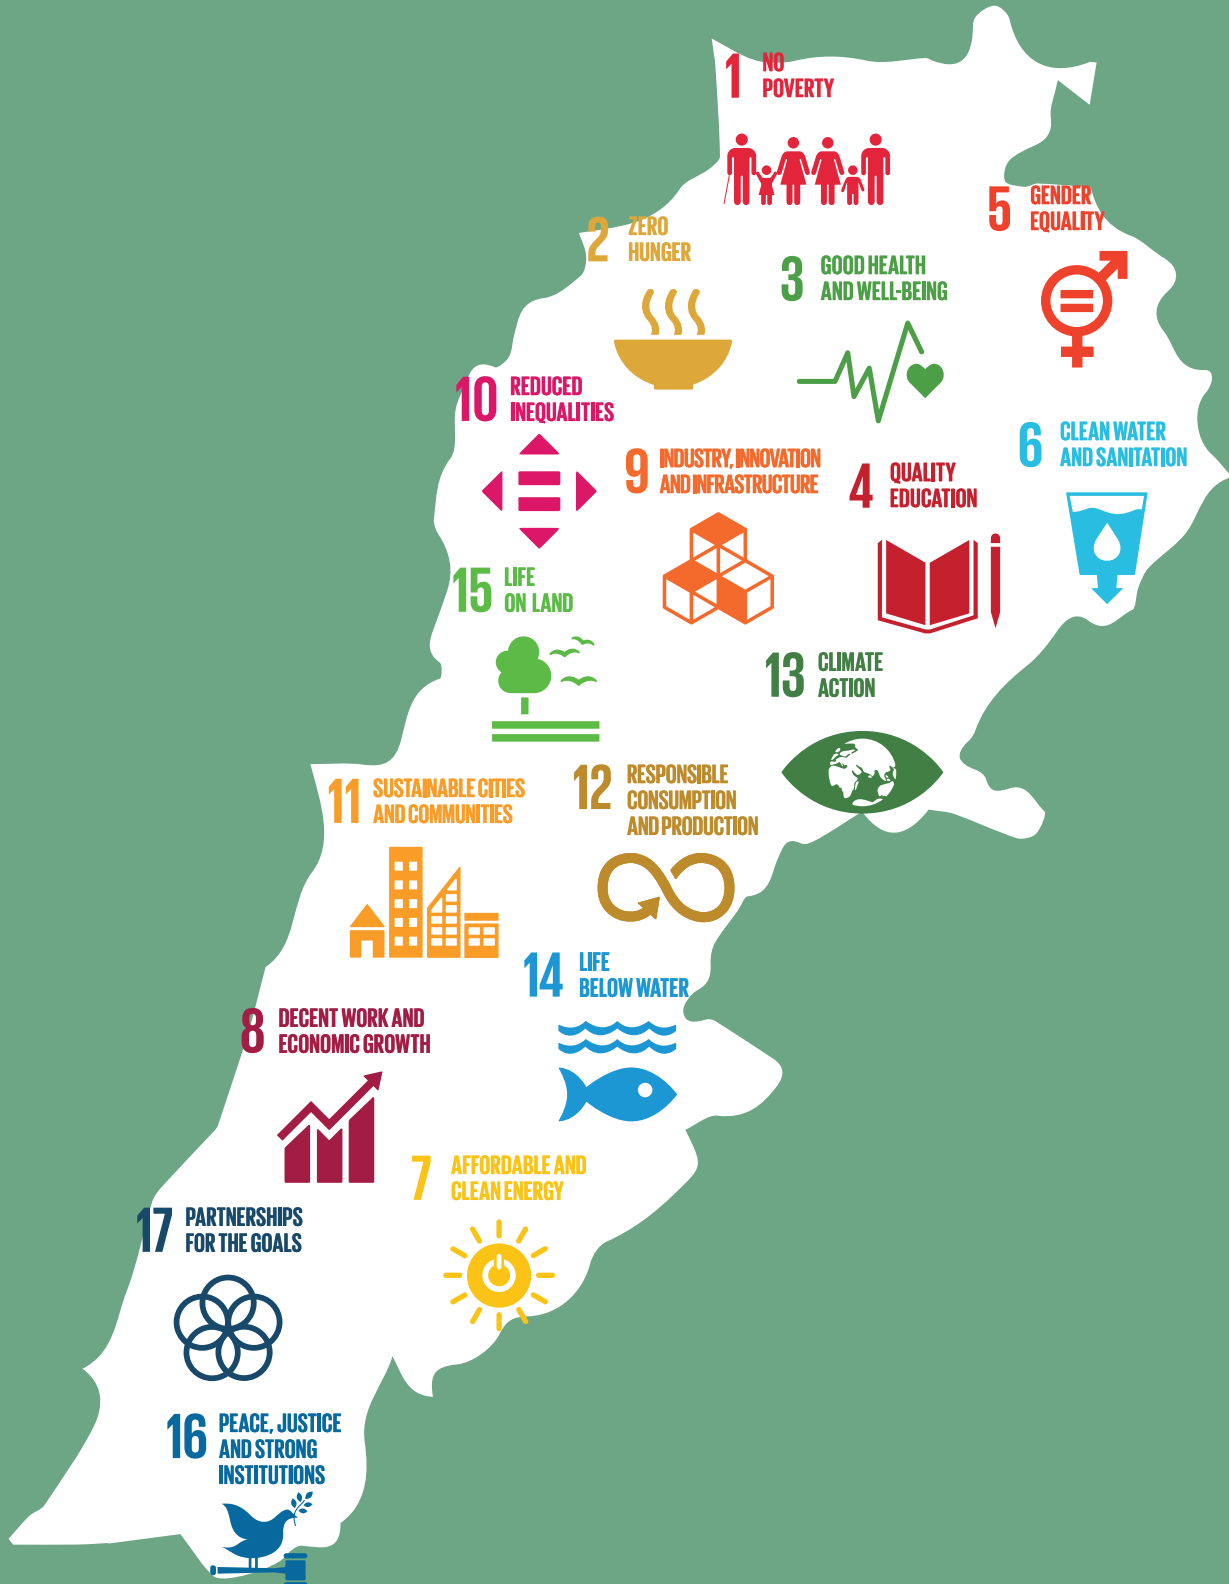 1 NO
POVERTY
5 GENDER
EQUALITY
2 ZERO
HUNGER
3 GOOD HEALTH
AND WELL-BEING
10 REDUCED
INEQUALITIES
6 CLEAN WATER
AND SANITATION
9 INDUSTRY, INNOVATION
AND INFRASTRUCTURE
4 QUALITY
EDUCATION
15 LIFE
ON LAND
13 CLIMATE
ACTION
11 SUSTAINABLE CITIES
AND COMMUNITIES
12 RESPONSIBLE
CONSUMPTION
AND PRODUCTION
14 LIFE
BELOW WATER
8 DECENT WORK AND
ECONOMIC GROWTH
7 AFFORDABLE AND
CLEAN ENERGY
17 PARTNERSHIPS
FOR THE GOALS
16 PEACE, JUSTICE
AND STRONG
INSTITUTIONS